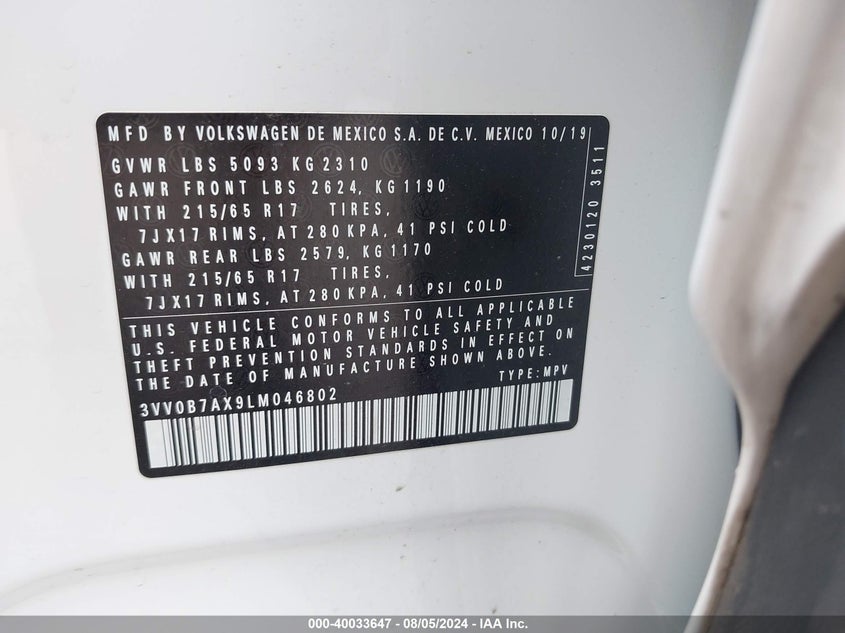 MFD BY VOLKSWAGEN DE MEXICO S.A. DE C.V. MEXICO 10/19
GVWR LBS 5093 KG 2310
GAWR FRONT LBS 2624, KG 1190
WITH 215/65 R17 TIRES,
7JX17 RIMS, AT 280 KPA, 41 PSI COLD
GAWR REAR LBS 2579, KG 1170
WITH 215/65 R17 TIRES,
7JX17 RIMS, AT 280 KPA, 41 PSI COLD
4230120 3511
THIS VEHICLE CONFORMS TO ALL APPLICABLE
U.S. FEDERAL MOTOR VEHICLE SAFETY AND
THEFT PREVENTION STANDARDS IN EFFECT ON
THE DATE OF MANUFACTURE SHOWN ABOVE.
3VV0B7AX9LM046802 TYPE: MPV
000-40033647 - 08/05/2024 - IAA Inc.